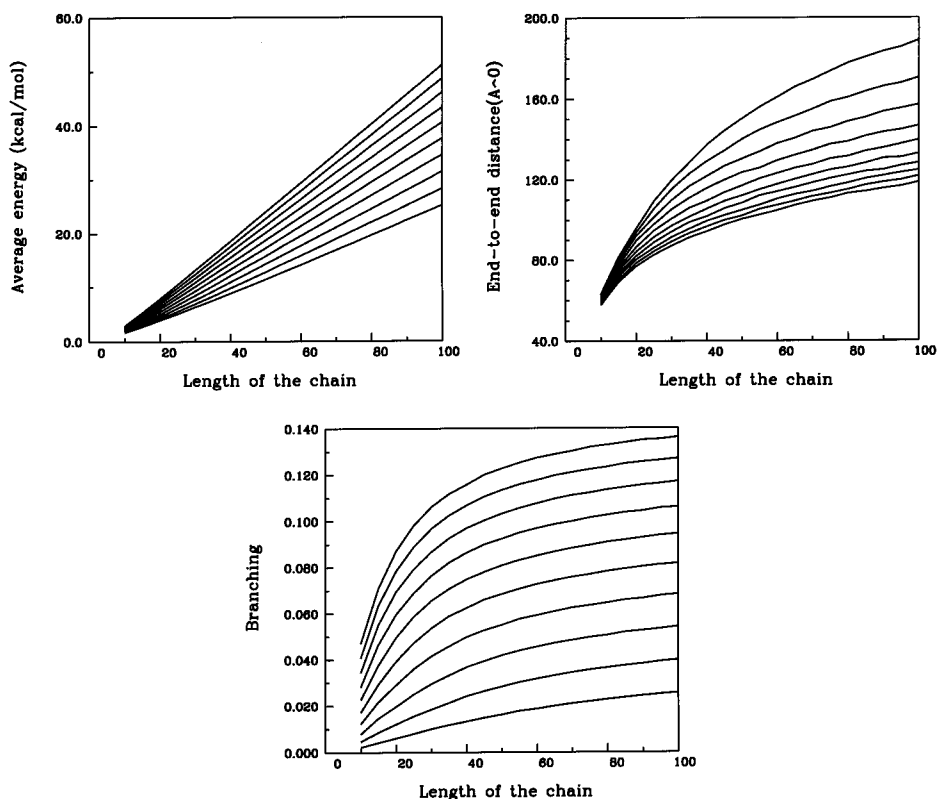 60.0
40.0
20.0
0.0
Average energy (kcal/mol)
0 20 40 60 80 100
Length of the chain
200.0
160.0
120.0
80.0
40.0
End-to-end distance(A~0)
0 20 40 60 80 100
Length of the chain
0.140
0.120
0.100
0.080
0.060
0.040
0.020
0.000
Branching
0 20 40 60 80 100
Length of the chain